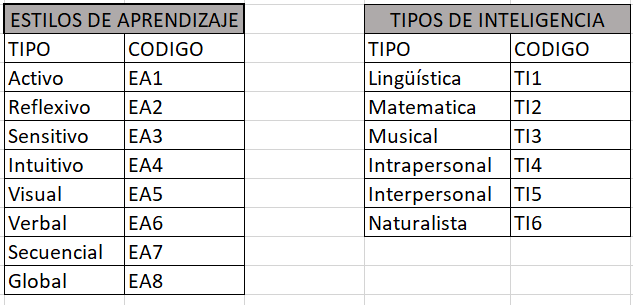 ESTILOS DE APRENDIZAJE
TIPO CODIGO
Activo EA1
Reflexivo EA2
Sensitivo EA3
Intuitivo EA4
Visual EA5
Verbal EA6
Secuencial EA7
Global EA8
TIPOS DE INTELIGENCIA
TIPO CODIGO
Lingüística TI1
Matematica TI2
Musical TI3
Intrapersonal TI4
Interpersonal TI5
Naturalista TI6